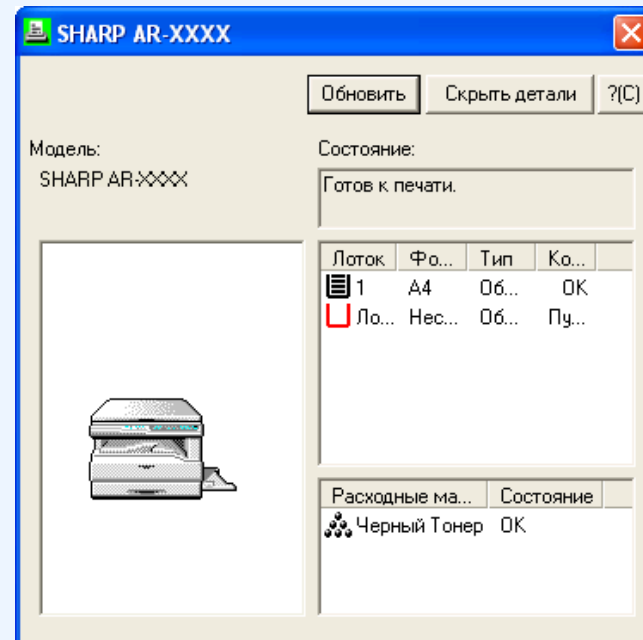 SHARP AR-XXXX
Обновить Скрыть детали ?(C)
Модель: Состояние:
SHARP AR-XXXX Готов к печати.
Лоток Фо... Тип Ко...
1 A4 Об... OK
Ло... Нес... Об... Пу...
Расходные ма... Состояние
Черный Тонер OK